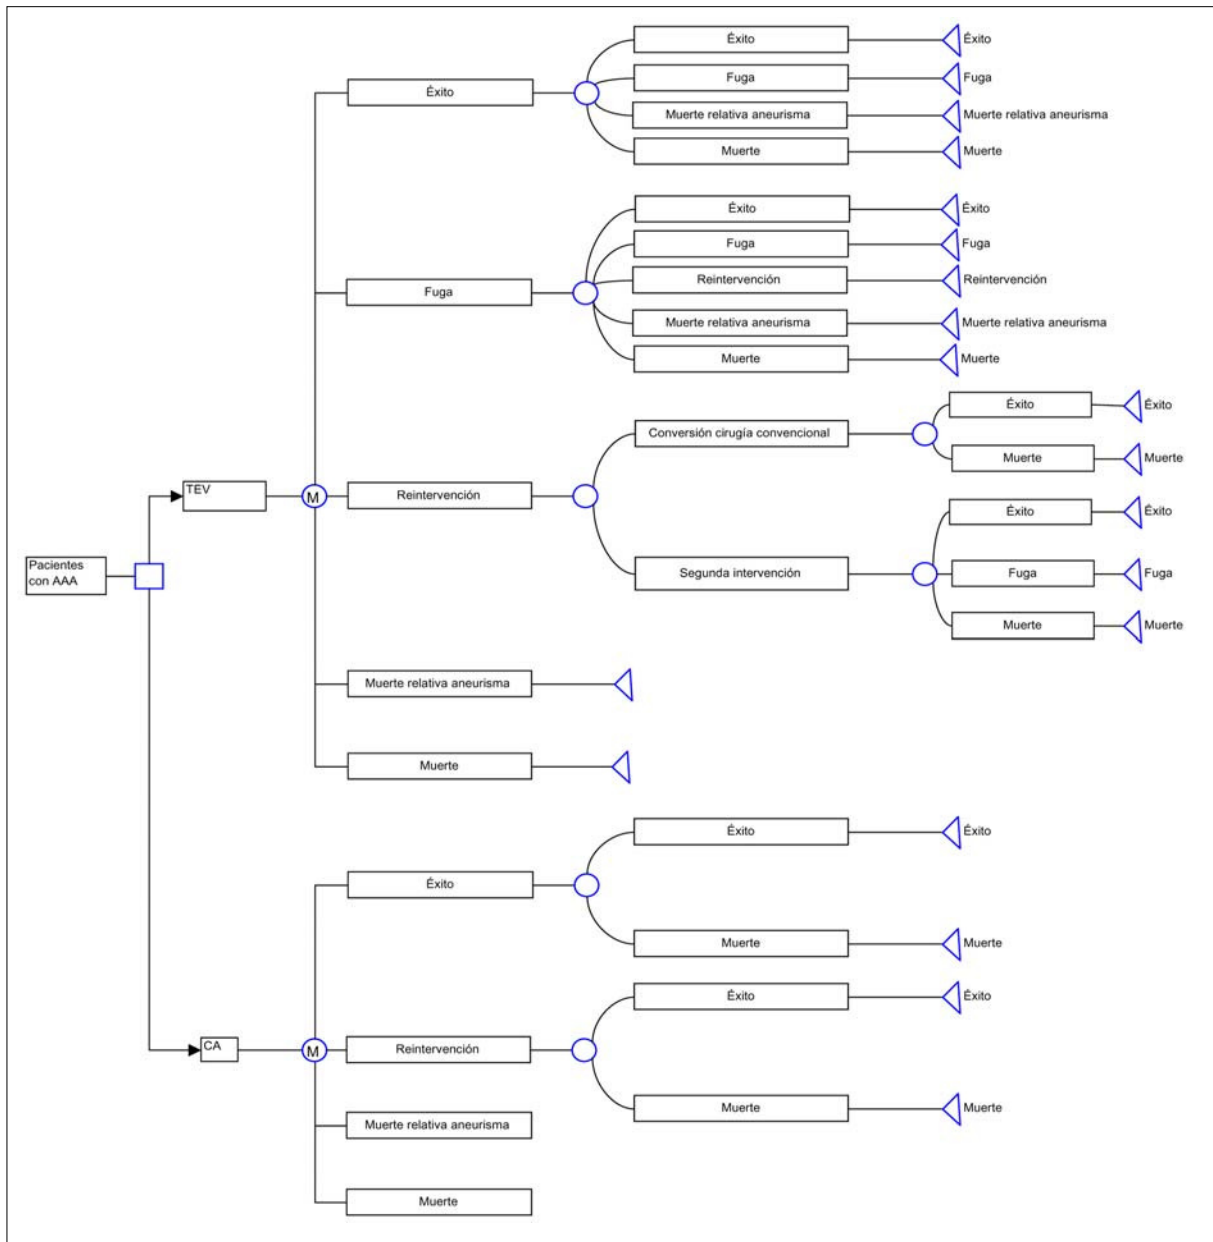 Éxito
Éxito
Fuga
Fuga
Éxito
Muerte relativa aneurisma
Muerte relativa aneurisma
Muerte
Muerte
Éxito
Éxito
Fuga
Fuga
Fuga
Reintervención
Reintervención
Muerte relativa aneurisma
Muerte relativa aneurisma
Muerte
Muerte
Conversión cirugía convencional
Éxito
Éxito
Muerte
Muerte
TEV
M
Reintervención
Segunda intervención
Éxito
Éxito
Fuga
Fuga
Muerte
Muerte
Pacientes
con AAA
Muerte relativa aneurisma
Muerte
Éxito
Éxito
Éxito
Muerte
Muerte
CA
M
Reintervención
Éxito
Éxito
Muerte
Muerte
Muerte relativa aneurisma
Muerte